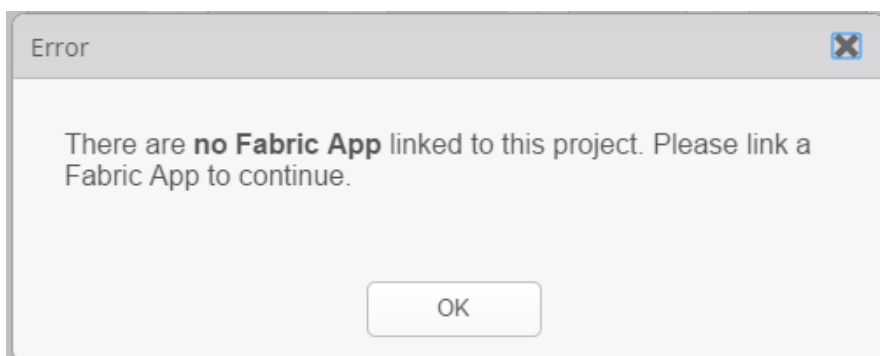 Error
There are no Fabric App linked to this project. Please link a
Fabric App to continue.
OK